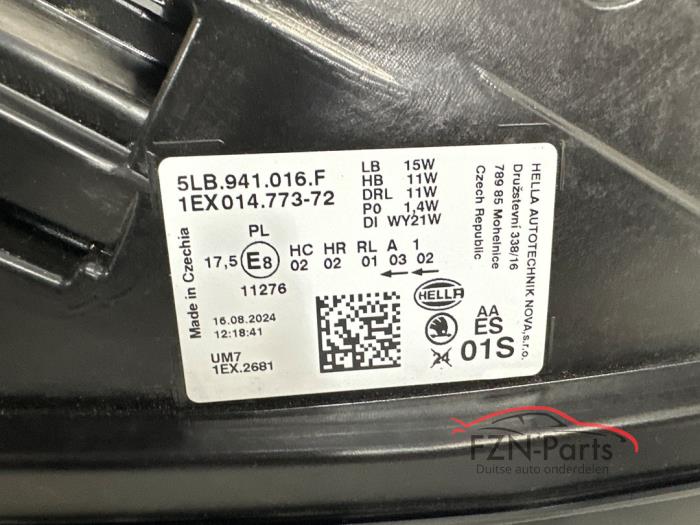 5LB.941.016.F
1EX014.773-72
LB 15W
HB 11W
DRL 11W
PO 1,4W
DI WY21W
HELLA AUTOTECHNIK NOVA,s.r.o.
Družstevní 338/16
789 85 Mohelnice
Czech Republic
Made in Czechia
PL
17,5 E8 HC HR RL A 1
02 02 01 03 02
11276
16.08.2024
12:18:41
UM7
1EX.2681
HELLA
AA
ES
24 01S
FZN-Parts
Duitse auto onderdelen